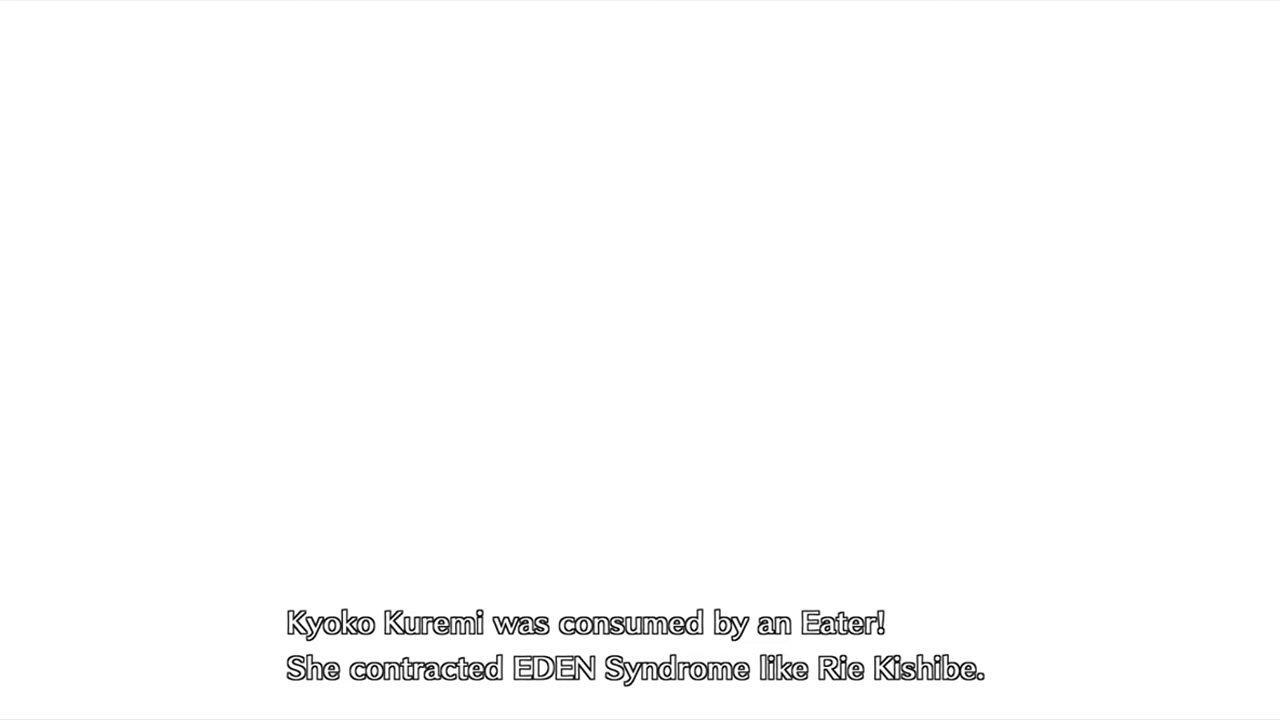 Kyoko Kuremi was consumed by an Eater!
She contracted EDEN Syndrome like Rie Kishibe.